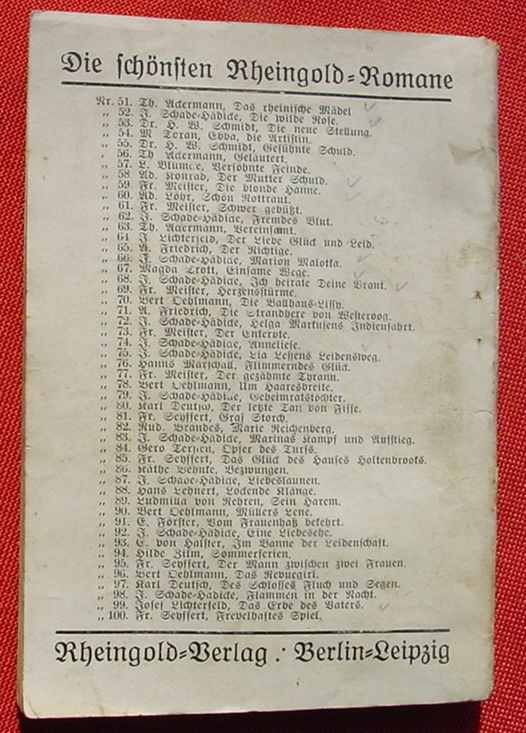 Die schönsten Rheingold-Romane
Nr. 51. Th. Ackermann, Das rheinische Mädel
„ 52. J. Schade-Hädicke, Die wilde Rose.
„ 53. Dr. H. W. Schmidt, Die neue Stellung.
„ 54. M. Toran, Ebba, die Artistin.
„ 55. Dr. H. W. Schmidt, Gesühnte Schuld.
„ 56. Th. Ackermann, Geläutert.
„ 57. Versöhnte Feinde.
„ 58. Ad. Konrad, Der Mutter Schuld.
„ 59. Fr. Meister, Die blonde Hanne.
„ 60. Ad. Löhr, Schön Rottraut.
„ 61. Fr. Meister, Schwer gebüßt.
„ 62. J. Schade-Hädicke, Fremdes Blut.
„ 63. Th. Ackermann, Vereinsamt.
„ 64. J. Lichterfeld, Der Liebe Glück und Leid.
„ 65. A. Friedrich, Der Richtige.
„ 66. J. Schade-Hädicke, Marion Malotka.
„ 67. Magda Trott, Einsame Wege.
„ 68. J. Schade-Hädicke, Ich heirate Deine Braut.
„ 69. Fr. Meister, Herzensstürme.
„ 70. Bert Oehlmann, Die Ballhaus-Lissy.
„ 71. A. Friedrich, Die Strandhexe von Westeroog.
„ 72. J. Schade-Hädicke, Helga Markusens Indienfahrt.
„ 73. Fr. Meister, Der Enterbte.
„ 74. J. Schade-Hädicke, Anneliese.
„ 75. J. Schade-Hädicke, Lia Lessens Leidensweg.
„ 76. Hanns Marschall, Flimmerndes Glück.
„ 77. Fr. Meister, Der gezähmte Tyrann.
„ 78. Bert Oehlmann, Um Haaresbreite.
„ 79. J. Schade-Hädicke, Geheimratstochter.
„ 80. Karl Deutsch, Der letzte Tan von Fisse.
„ 81. Fr. Seyffert, Graf Storch.
„ 82. Rud. Brandes, Marie Reichenberg.
„ 83. J. Schade-Hädicke, Marinas Kampf und Aufstieg.
„ 84. Gero Terssen, Opfer des Turfs.
„ 85. Fr. Seyffert, Das Glück des Hauses Holtenbrooks.
„ 86. Käthe Behnke, Bezwungen.
„ 87. J. Schade-Hädicke, Liebeslaunen.
„ 88. Hans Lehnert, Lockende Klänge.
„ 89. Ludmilla von Rehren, Sein Harem.
„ 90. Bert Oehlmann, Müllers Lene.
„ 91. E. Förster, Vom Frauenhaß bekehrt.
„ 92. J. Schade-Hädicke, Eine Liebesehe.
„ 93. E. von Halster, Im Banne der Leidenschaft.
„ 94. Hilde Zilm, Sommerferien.
„ 95. Fr. Seyffert, Der Mann zwischen zwei Frauen.
„ 96. Bert Oehlmann, Das Revuegirl.
„ 97. Karl Deutsch, Des Schlosses Fluch und Segen.
„ 98. J. Schade-Hädicke, Flammen in der Nacht.
„ 99. Josef Lichterfeld, Das Erbe des Vaters.
„ 100. Fr. Seyffert, Frevelhaftes Spiel.
Rheingold-Verlag .· Berlin-Leipzig